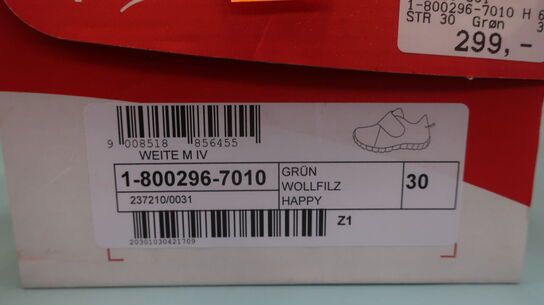 1-800296-7010 H 6
STR 30 Grøn 3
299,-
9 008518 856455
WEITE M IV
1-800296-7010
237210/0031
GRÜN
WOLLFILZ
HAPPY
30
Z1
20301030421709